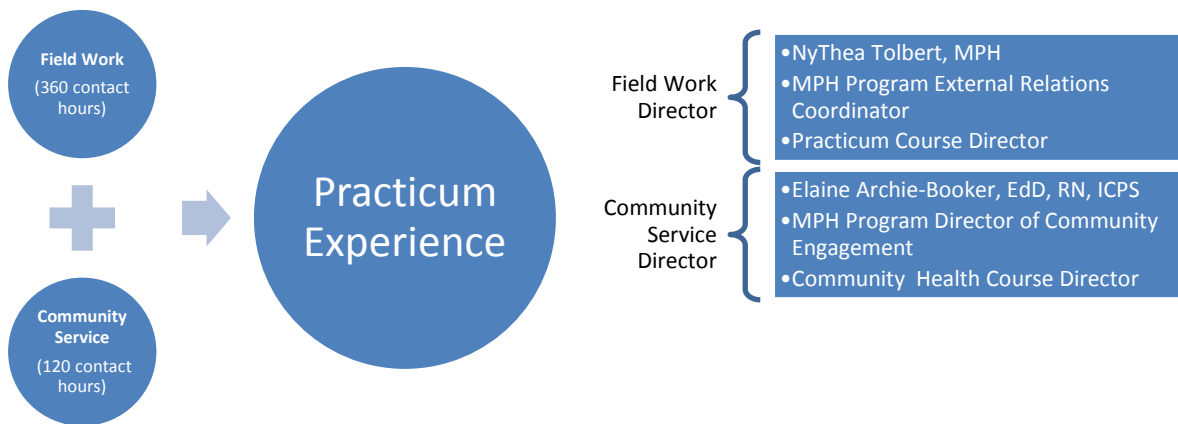 Field Work
(360 contact
hours)
Community
Service
(120 contact
hours)
Practicum
Experience
Field Work
Director
•NyThea Tolbert, MPH
•MPH Program External Relations
Coordinator
•Practicum Course Director
Community
Service
Director
•Elaine Archie-Booker, EdD, RN, ICPS
•MPH Program Director of Community
Engagement
•Community  Health Course Director